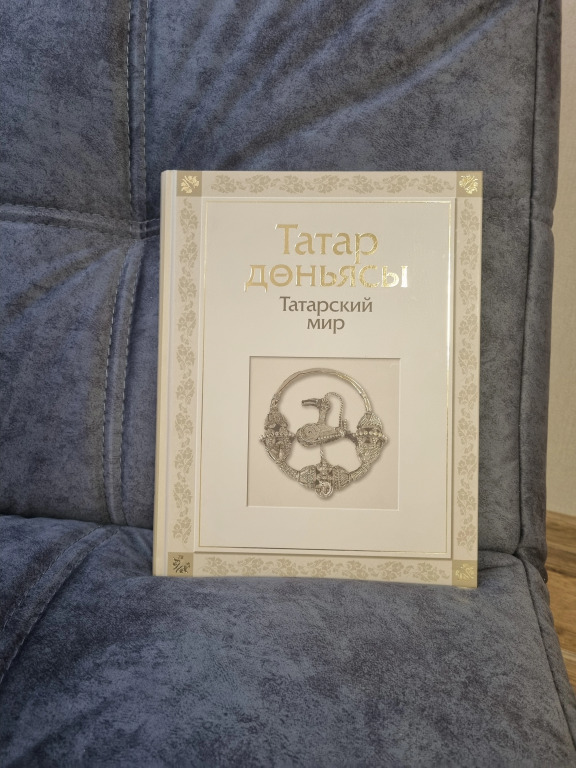 Татар
дөньясы
Татарский
мир